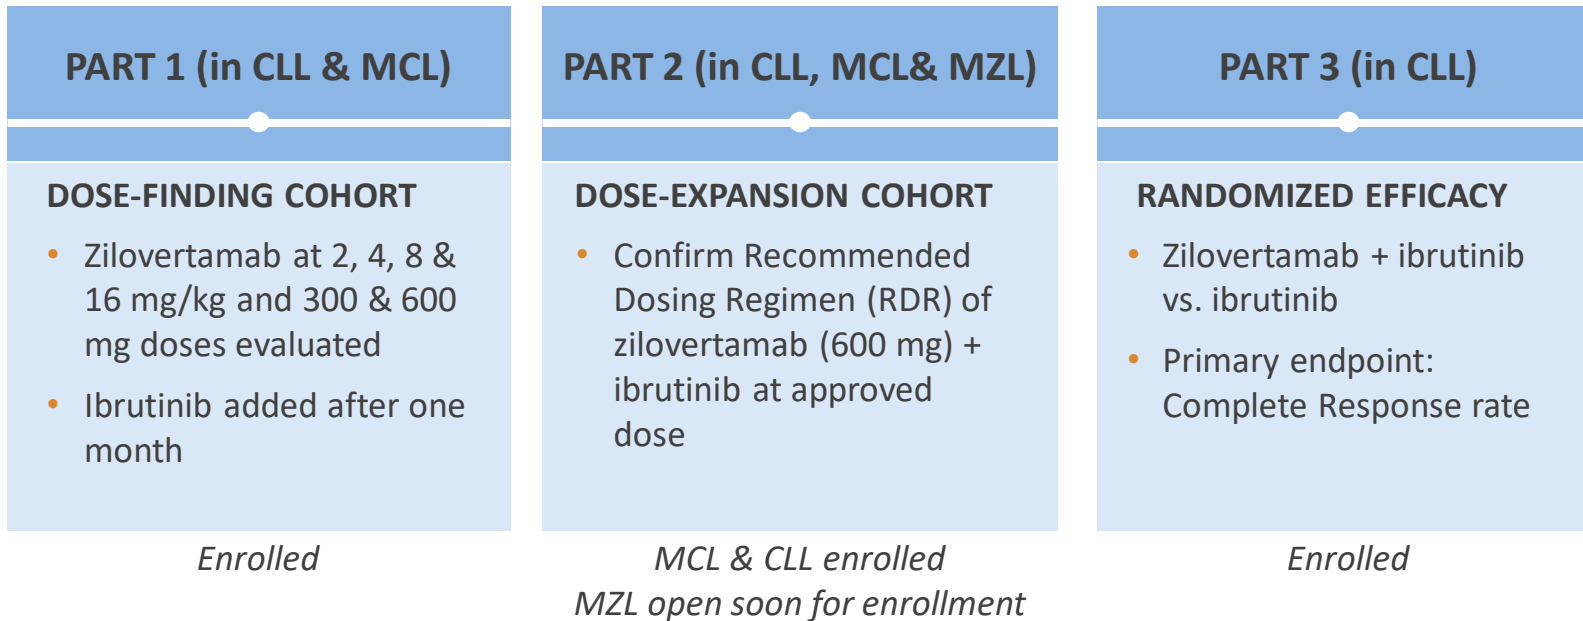 PART 1 (in CLL & MCL)
DOSE-FINDING COHORT
• Zilovertamab at 2, 4, 8 &
16 mg/kg and 300 & 600
mg doses evaluated
• Ibrutinib added after one
month
Enrolled
PART 2 (in CLL, MCL& MZL)
DOSE-EXPANSION COHORT
• Confirm Recommended
Dosing Regimen (RDR) of
zilovertamab (600 mg) +
ibrutinib at approved
dose
MCL & CLL enrolled
MZL open soon for enrollment
PART 3 (in CLL)
RANDOMIZED EFFICACY
• Zilovertamab + ibrutinib
vs. ibrutinib
• Primary endpoint:
Complete Response rate
Enrolled